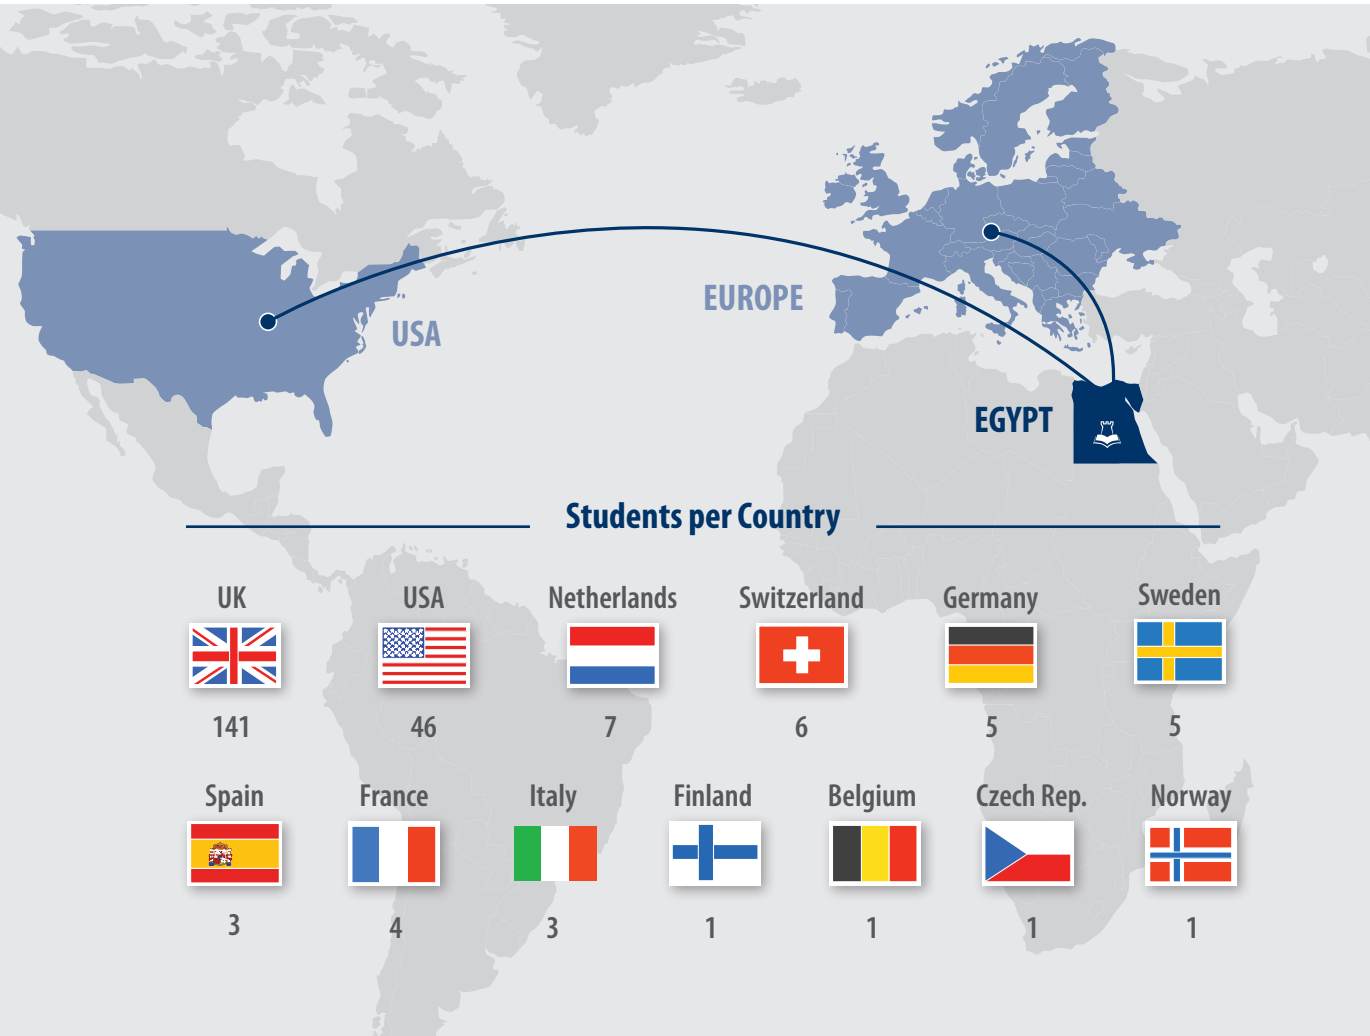 EUROPE
USA
EGYPT
Students per Country
UK USA Netherlands Switzerland Germany Sweden
141 46 7 6 5 5
Spain France Italy Finland Belgium Czech Rep. Norway
3 4 3 1 1 1 1